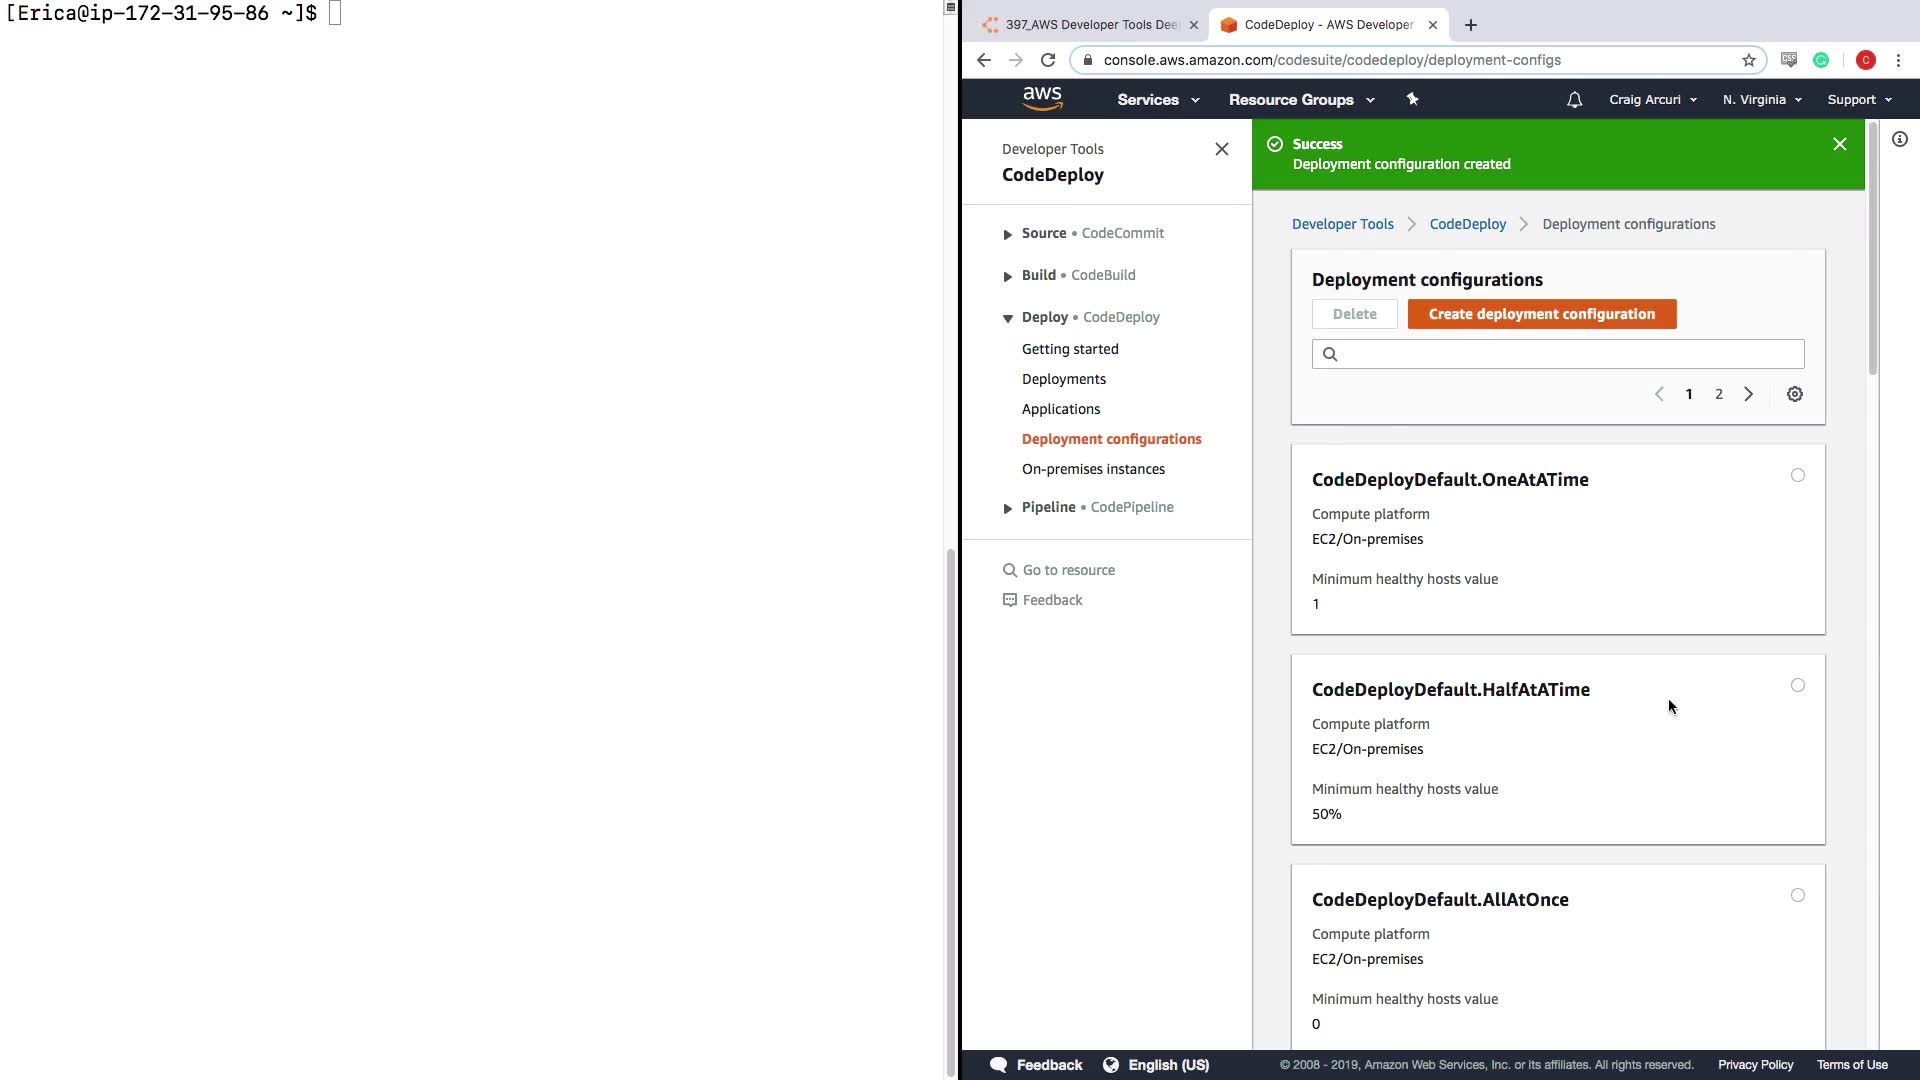 [Erica@ip-172-31-95-86 ~]$
397_AWS Developer Tools Dee
CodeDeploy - AWS Developer
console.aws.amazon.com/codesuite/codedeploy/deployment-configs
CSS
G
C
aws
Services
Resource Groups
Craig Arcuri
N. Virginia
Support
Developer Tools
CodeDeploy
Success
Deployment configuration created
Source • CodeCommit
Build • CodeBuild
Deploy • CodeDeploy
Getting started
Deployments
Applications
Deployment configurations
On-premises instances
Pipeline • CodePipeline
Go to resource
Feedback
Developer Tools > CodeDeploy > Deployment configurations
Deployment configurations
Delete
Create deployment configuration
1 2
CodeDeployDefault.OneAtATime
Compute platform
EC2/On-premises
Minimum healthy hosts value
1
CodeDeployDefault.HalfAtATime
Compute platform
EC2/On-premises
Minimum healthy hosts value
50%
CodeDeployDefault.AllAtOnce
Compute platform
EC2/On-premises
Minimum healthy hosts value
0
Feedback
English (US)
© 2008 - 2019, Amazon Web Services, Inc. or its affiliates. All rights reserved.
Privacy Policy
Terms of Use